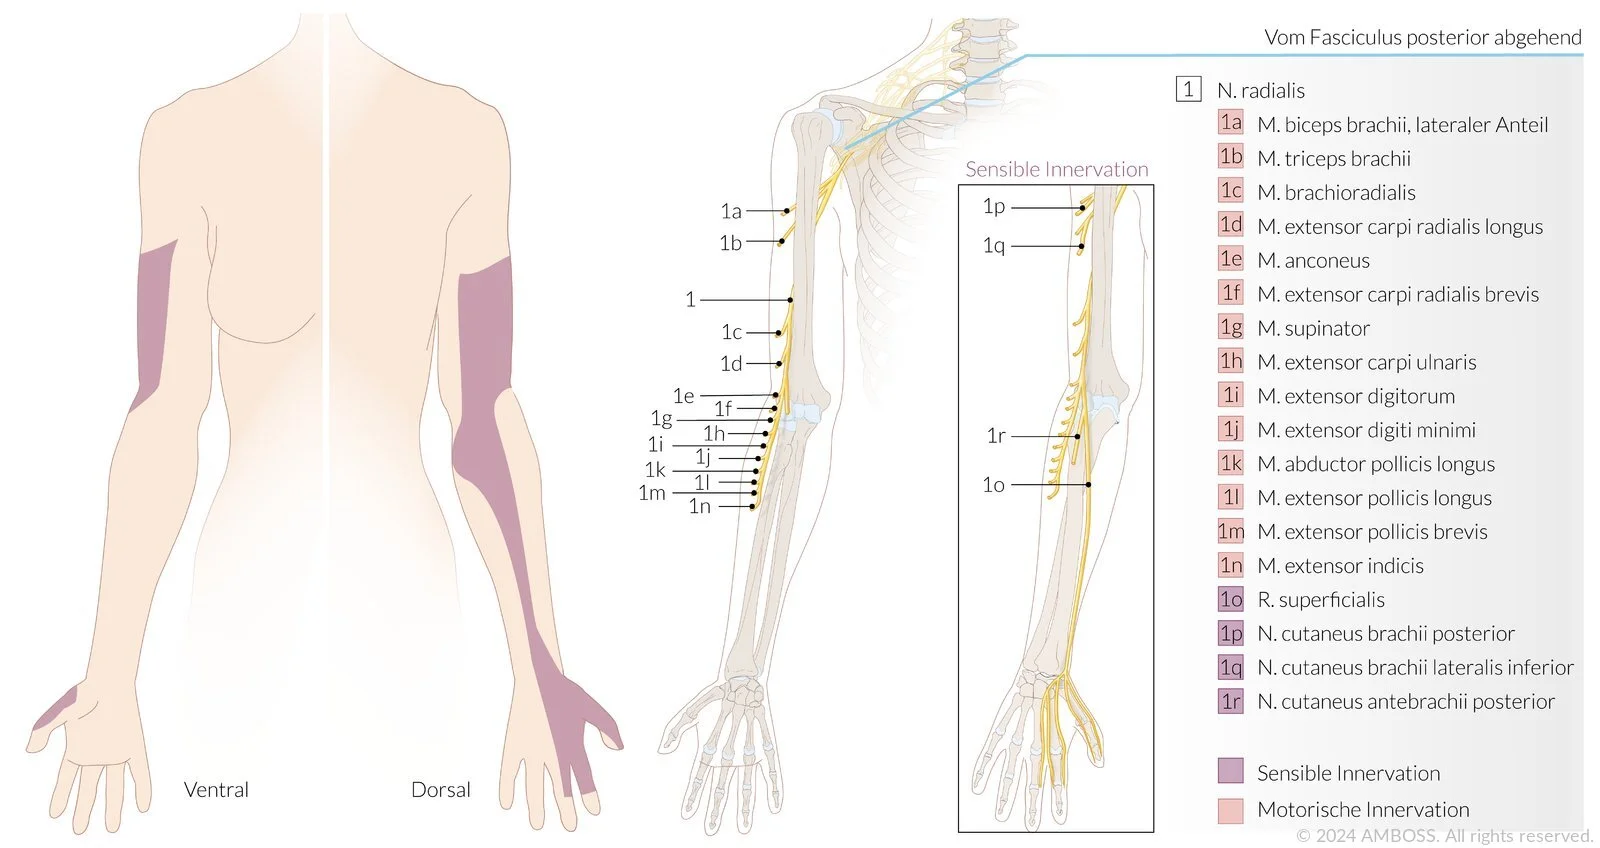 Vom Fasciculus posterior abgehend
1 N. radialis
1a M. biceps brachii, lateraler Anteil
1b M. triceps brachii
1c M. brachioradialis
1d M. extensor carpi radialis longus
1e M. anconeus
1f M. extensor carpi radialis brevis
1g M. supinator
1h M. extensor carpi ulnaris
1i M. extensor digitorum
1j M. extensor digiti minimi
1k M. abductor pollicis longus
1l M. extensor pollicis longus
1m M. extensor pollicis brevis
1n M. extensor indicis
1o R. superficialis
1p N. cutaneus brachii posterior
1q N. cutaneus brachii lateralis inferior
1r N. cutaneus antebrachii posterior
Sensible Innervation
Motorische Innervation
Sensible Innervation
1p
1q
1r
1o
1a
1b
1
1c
1d
1e
1f
1g
1h
1i
1j
1k
1l
1m
1n
Ventral
Dorsal
© 2024 AMBOSS. All rights reserved.